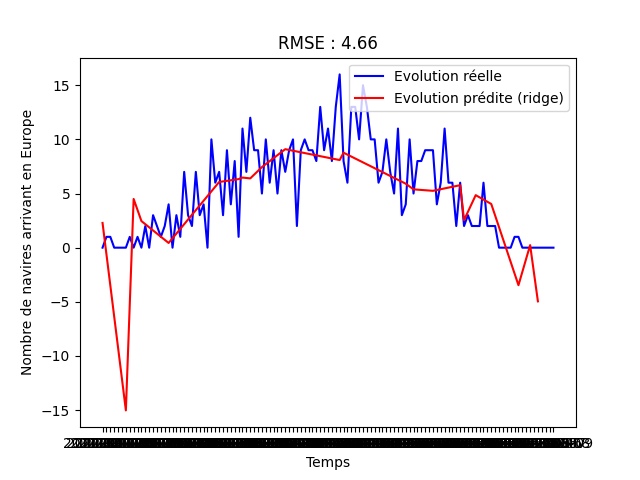 RMSE : 4.66
Evolution réelle
Evolution prédite (ridge)
Nombre de navires arrivant en Europe
15
10
5
0
−5
−10
−15
Temps